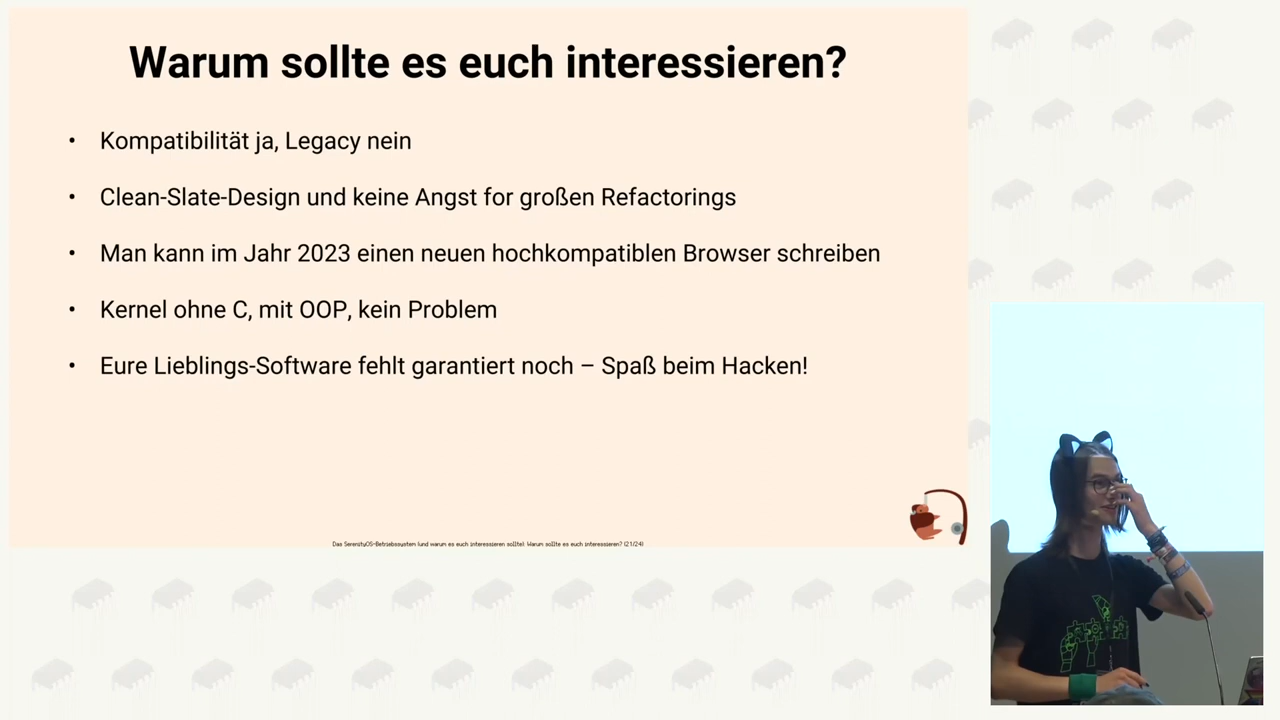 Warum sollte es euch interessieren?
• Kompatibilität ja, Legacy nein
• Clean-Slate-Design und keine Angst for großen Refactorings
• Man kann im Jahr 2023 einen neuen hochkompatiblen Browser schreiben
• Kernel ohne C, mit OOP, kein Problem
• Eure Lieblings-Software fehlt garantiert noch – Spaß beim Hacken!
Das SerenityOS-Betriebssystem (und warum es euch interessieren sollte): Warum sollte es euch interessieren? (21/24)